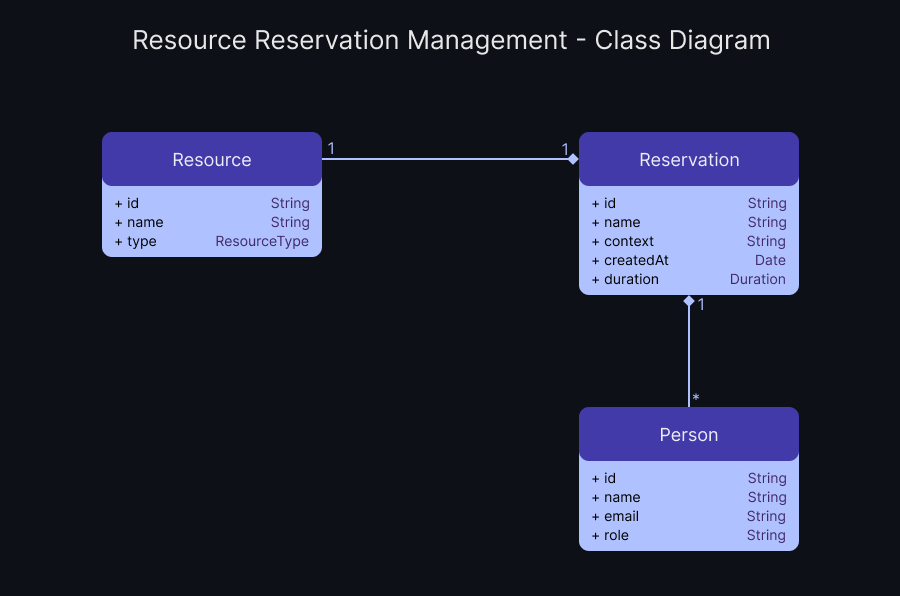 Resource Reservation Management - Class Diagram
Resource
1
1
Reservation
+ id String
+ name String
+ type ResourceType
+ id String
+ name String
+ context String
+ createdAt Date
+ duration Duration
1
*
Person
+ id String
+ name String
+ email String
+ role String